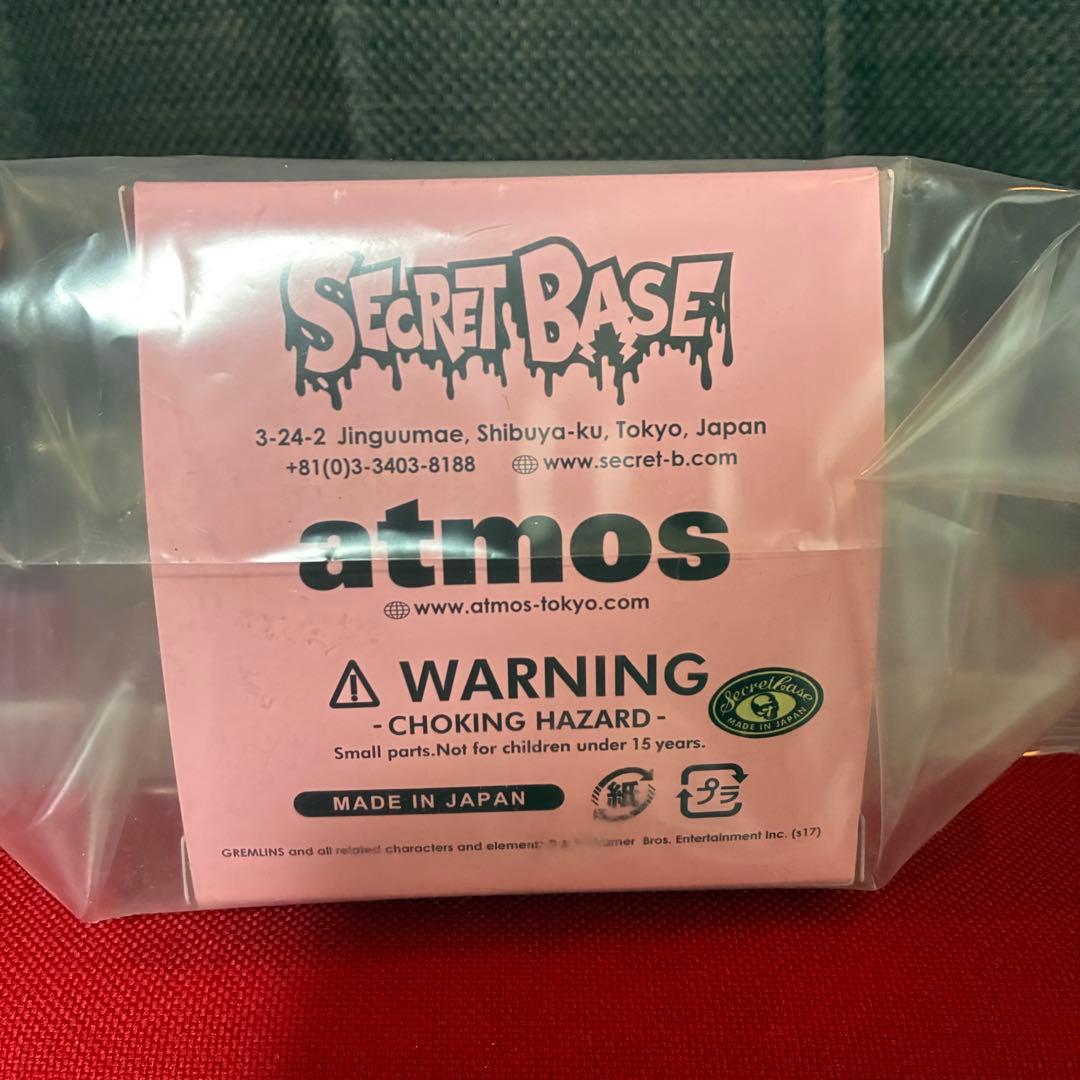 SECRET BASE
3-24-2 Jinguumae, Shibuya-ku, Tokyo, Japan
+81(0)3-3403-8188 www.secret-b.com
atmos
www.atmos-tokyo.com
WARNING
- CHOKING HAZARD -
Small parts.Not for children under 15 years.
Secretbase
MADE IN JAPAN
MADE IN JAPAN
紙
プラ
GREMLINS and all related characters and Bros. Entertainment Inc. (s17)